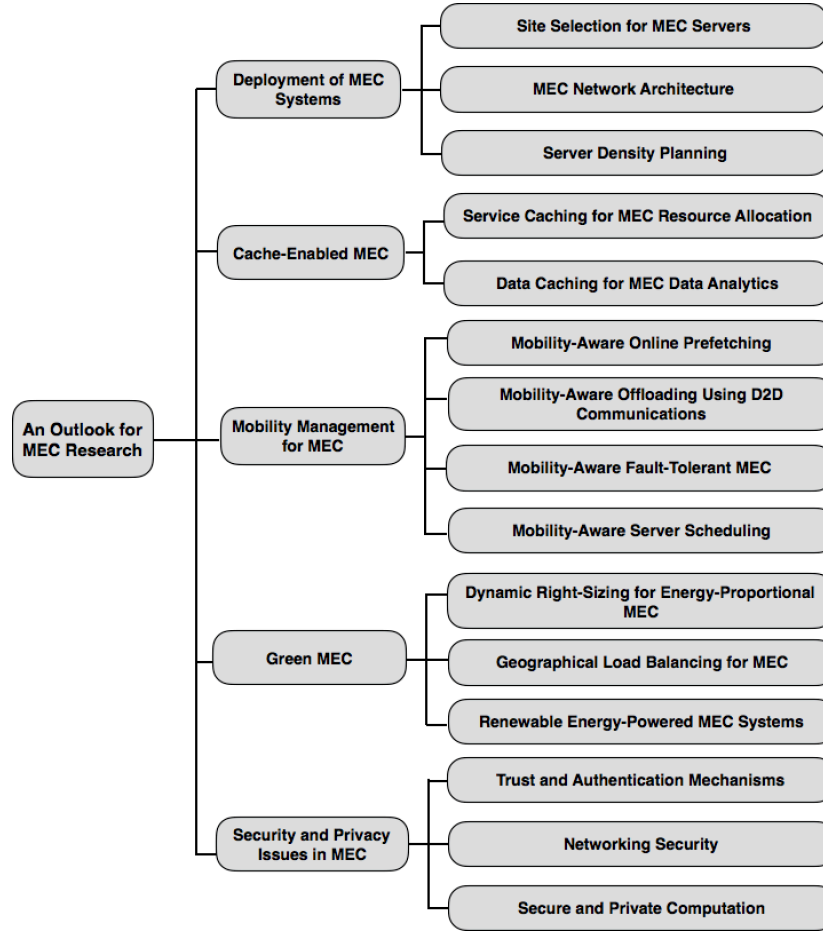 An Outlook for
MEC Research
Deployment of MEC
Systems
Site Selection for MEC Servers
MEC Network Architecture
Server Density Planning
Cache-Enabled MEC
Service Caching for MEC Resource Allocation
Data Caching for MEC Data Analytics
Mobility Management
for MEC
Mobility-Aware Online Prefetching
Mobility-Aware Offloading Using D2D
Communications
Mobility-Aware Fault-Tolerant MEC
Mobility-Aware Server Scheduling
Green MEC
Dynamic Right-Sizing for Energy-Proportional
MEC
Geographical Load Balancing for MEC
Renewable Energy-Powered MEC Systems
Security and Privacy
Issues in MEC
Trust and Authentication Mechanisms
Networking Security
Secure and Private Computation